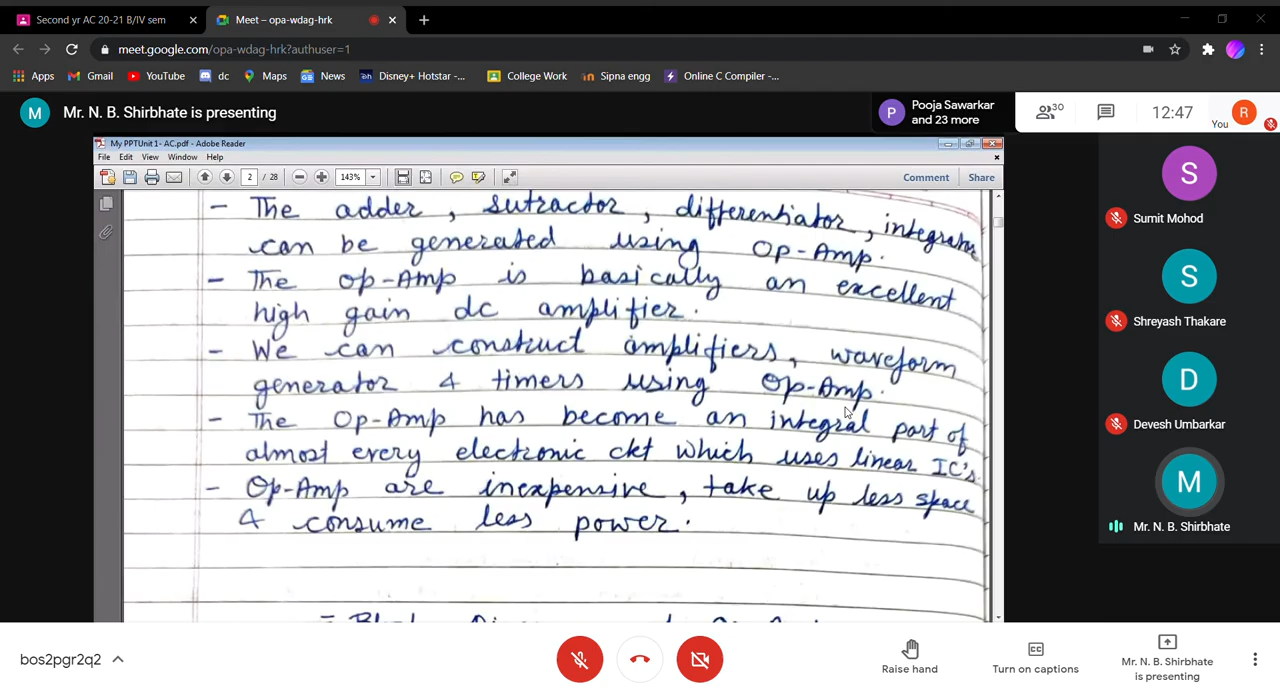 Second yr AC 20-21 B/IV sem
Meet – opa-wdag-hrk
meet.google.com/opa-wdag-hrk?authuser=1
Apps
Gmail
YouTube
dc
Maps
News
Disney+ Hotstar -...
College Work
Sipna engg
Online C Compiler -...
M
Mr. N. B. Shirbhate is presenting
P
Pooja Sawarkar
and 23 more
30
12:47
You
R
My PPTUnit 1- AC.pdf - Adobe Reader
File Edit View Window Help
2 / 28
143%
Comment
Share
- The adder, sutractor, differentiator, integrator
can be generated using Op-Amp.
- The Op-Amp is basically an excellent
high gain dc amplifier.
- We can construct amplifiers, waveform
generator & timers using Op-Amp.
- The Op-Amp has become an integral part of
almost every electronic ckt which uses linear IC's.
- Op-Amp are inexpensive, take up less space
& consume less power.
S
Sumit Mohod
S
Shreyash Thakare
D
Devesh Umbarkar
M
Mr. N. B. Shirbhate
bos2pgr2q2
Raise hand
Turn on captions
Mr. N. B. Shirbhate
is presenting